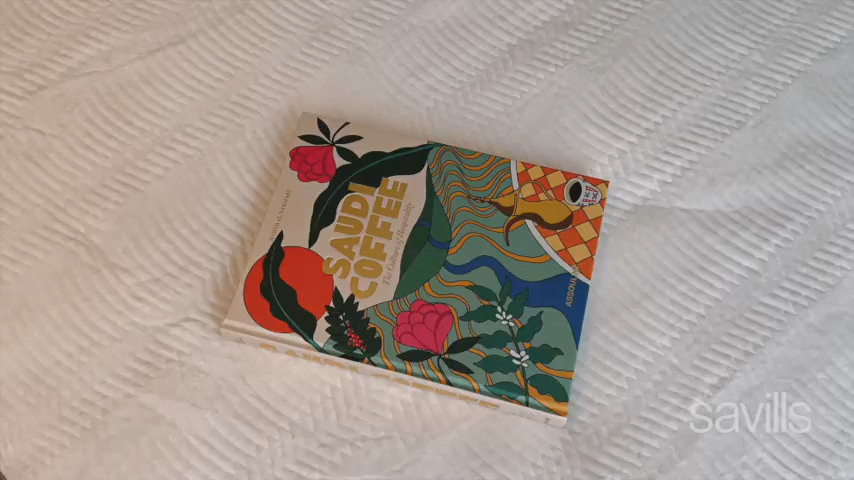 SAUDI
COFFEE
The Culture of Hospitality
ASSOULINE
savills